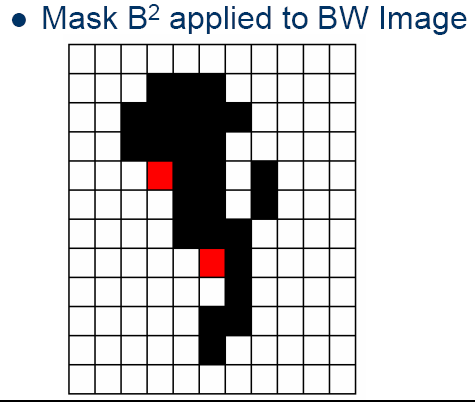 ● Mask B² applied to BW Image